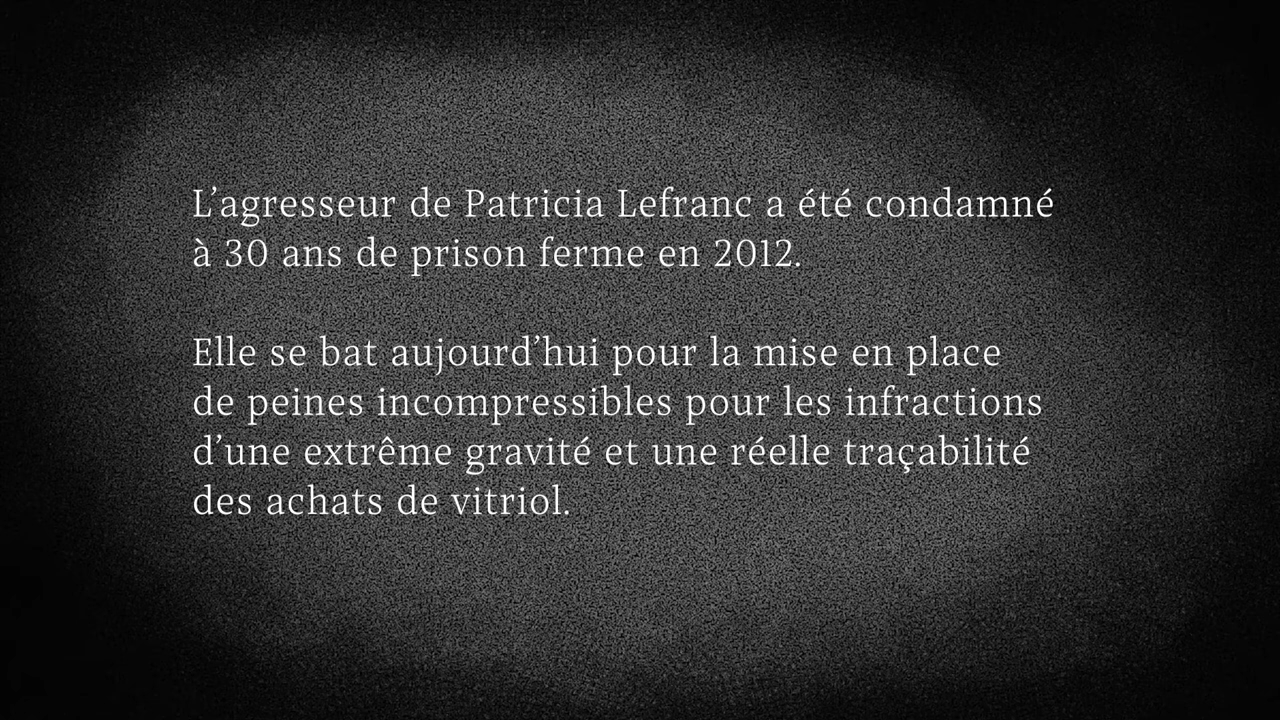 L’agresseur de Patricia Lefranc a été condamné
à 30 ans de prison ferme en 2012.
Elle se bat aujourd’hui pour la mise en place
de peines incompressibles pour les infractions
d’une extrême gravité et une réelle traçabilité
des achats de vitriol.